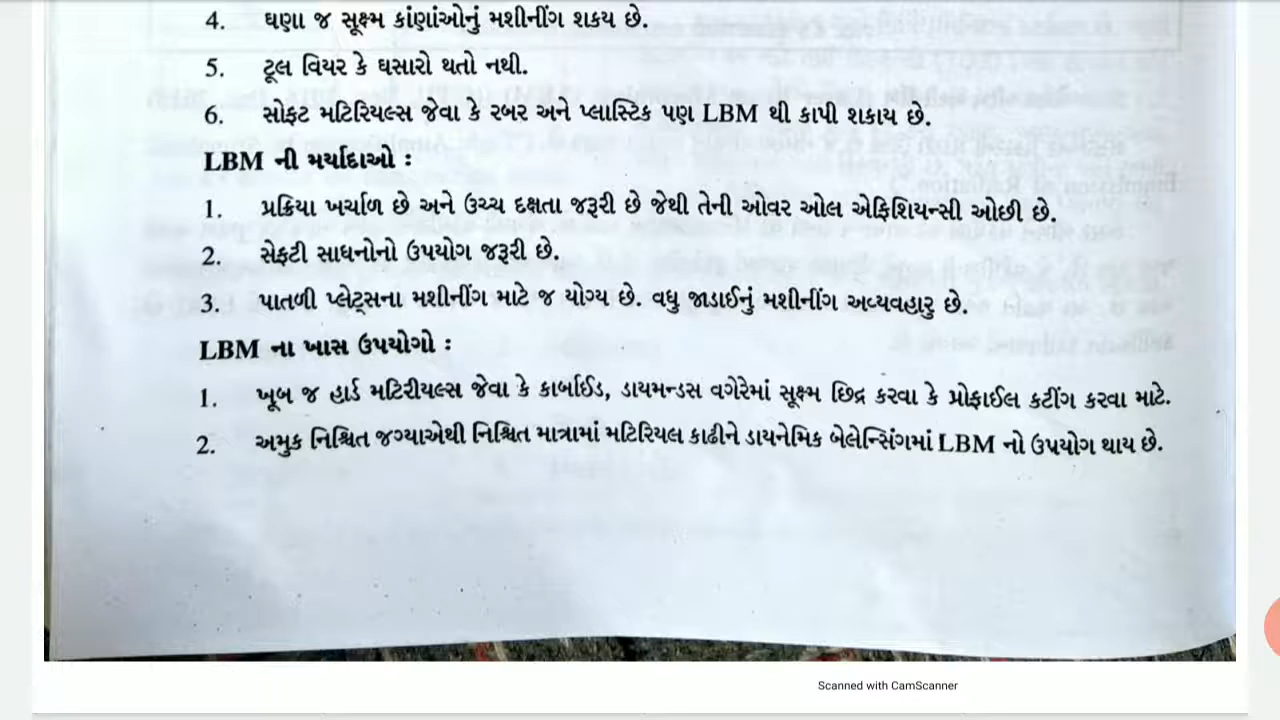 4. ઘણા જ સૂક્ષ્મ કાંણાંઓનું મશીનીંગ શકય છે.
5. ટૂલ વિયર કે ઘસારો થતો નથી.
6. સોફ્ટ મટિરિયલ્સ જેવા કે રબર અને પ્લાસ્ટિક પણ LBM થી કાપી શકાય છે.
LBM ની મર્યાદાઓ :
1. પ્રક્રિયા ખર્ચાળ છે અને ઉચ્ચ દક્ષતા જરૂરી છે જેથી તેની ઓવર ઓલ એફિશિયન્સી ઓછી છે.
2. સેફટી સાધનોનો ઉપયોગ જરૂરી છે.
3. પાતળી પ્લેટ્સના મશીનીંગ માટે જ યોગ્ય છે. વધુ જાડાઈનું મશીનીંગ અવ્યવહારુ છે.
LBM ના ખાસ ઉપયોગો :
1. ખૂબ જ હાર્ડ મટિરીયલ્સ જેવા કે કાર્બાઈડ, ડાયમન્ડસ વગેરેમાં સૂક્ષ્મ છિદ્ર કરવા કે પ્રોફાઈલ કટીંગ કરવા માટે.
2. અમુક નિશ્ચિત જગ્યાએથી નિશ્ચિત માત્રામાં મટિરિયલ કાઢીને ડાયનેમિક બેલેન્સિંગમાં LBM નો ઉપયોગ થાય છે.
Scanned with CamScanner